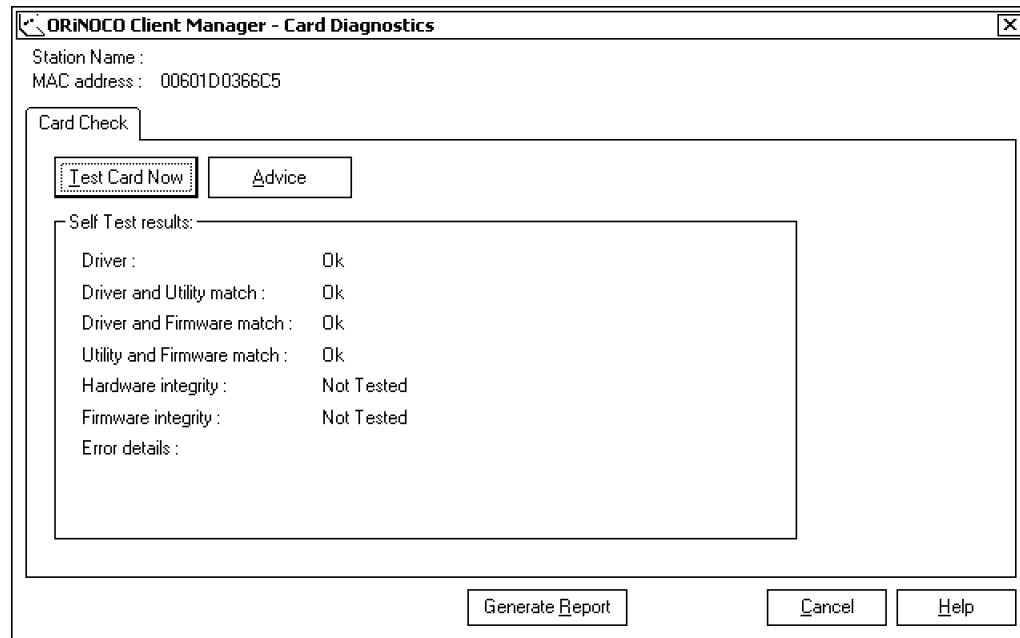 ORiNOCO Client Manager - Card Diagnostics
Station Name :
MAC address : 00601D0366C5
Card Check
Test Card Now Advice
Self Test results:
Driver : Ok
Driver and Utility match : Ok
Driver and Firmware match : Ok
Utility and Firmware match : Ok
Hardware integrity : Not Tested
Firmware integrity : Not Tested
Error details :
Generate Report Cancel Help